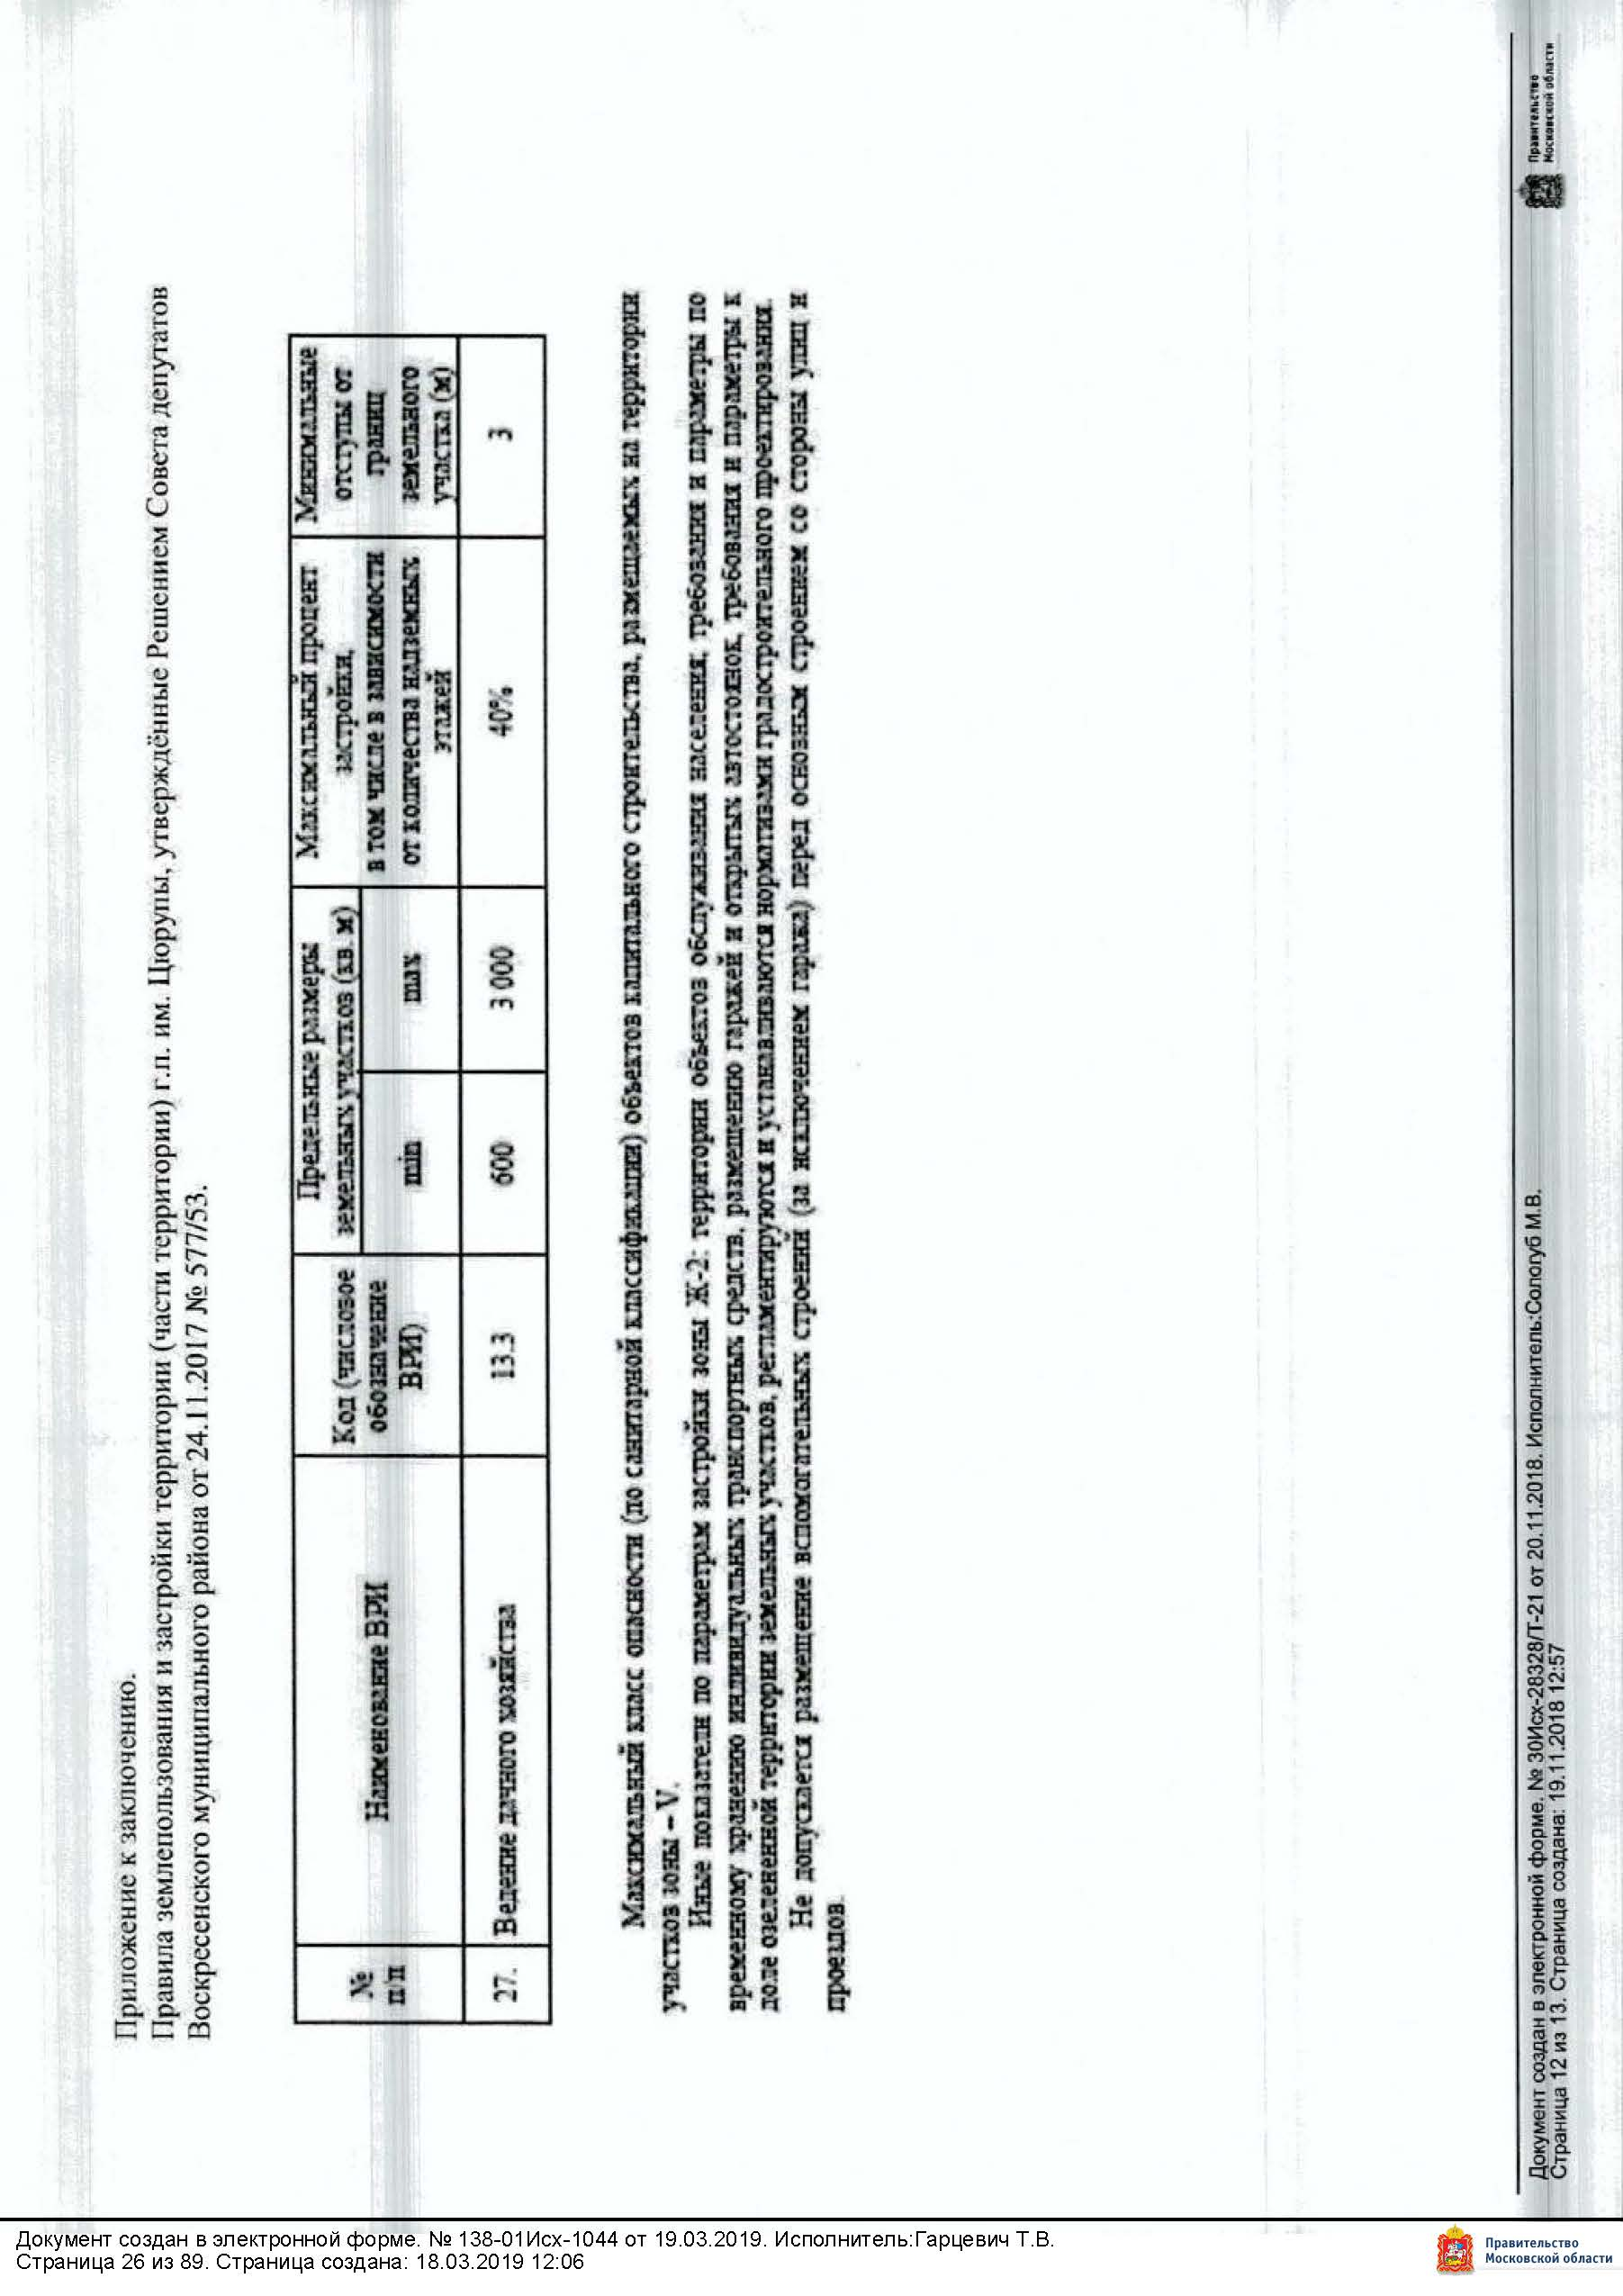 Приложение к заключению.
Правила землепользования и застройки территории (части территории) г.п. им. Цюрупы, утверждённые Решением Совета депутатов
Воскресенского муниципального района от 24.11.2017 № 577/53.
№ п/п
Наименование ВРИ
Код (числовое обозначение ВРИ)
Предельные размеры земельных участков (кв. м)
min
max
Максимальный процент застройки, в том числе в зависимости от количества надземных этажей
Минимальные отступы от границ земельного участка (м)
27.
Ведение дачного хозяйства
13.3
600
3 000
40%
3
Максимальный класс опасности (по санитарной классификации) объектов капитального строительства, размещаемых на территории
участков зоны – V.
Иные показатели по параметрам застройки зоны Ж-2: территории объектов обслуживания населения; требования и параметры по
временному хранению индивидуальных транспортных средств, размещению гаражей и открытых автостоянок, требования и параметры к
доле озелененной территории земельных участков, регламентируются и устанавливаются нормативами градостроительного проектирования.
Не допускается размещение вспомогательных строений (за исключением гаража) перед основным строением со стороны улиц и
проездов.
Документ создан в электронной форме. № 30Исх-28328/Т-21 от 20.11.2018. Исполнитель:Сологуб М.В.
Страница 12 из 13. Страница создана: 19.11.2018 12:57
Правительство
Московской области
Документ создан в электронной форме. № 138-01Исх-1044 от 19.03.2019. Исполнитель:Гарцевич Т.В.
Страница 26 из 89. Страница создана: 18.03.2019 12:06
Правительство
Московской области